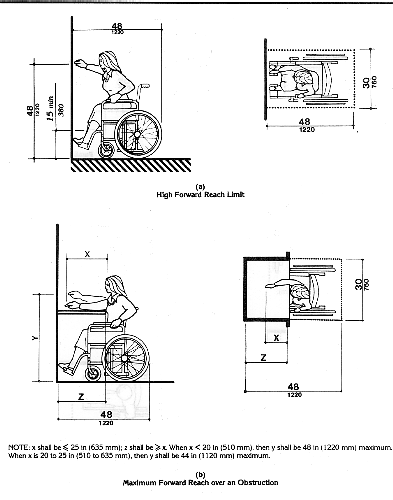 48
1220
48
1220
15 min
380
30
760
48
1220
(a)
High Forward Reach Limit
X
Y
Z
48
1220
30
760
X
Z
48
1220
NOTE: x shall be ⩽ 25 in (635 mm); z shall be ⩾ x. When x < 20 in (510 mm), then y shall be 48 in (1220 mm) maximum.
When x is 20 to 25 in (510 to 635 mm), then y shall be 44 in (1120 mm) maximum.
(b)
Maximum Forward Reach over an Obstruction